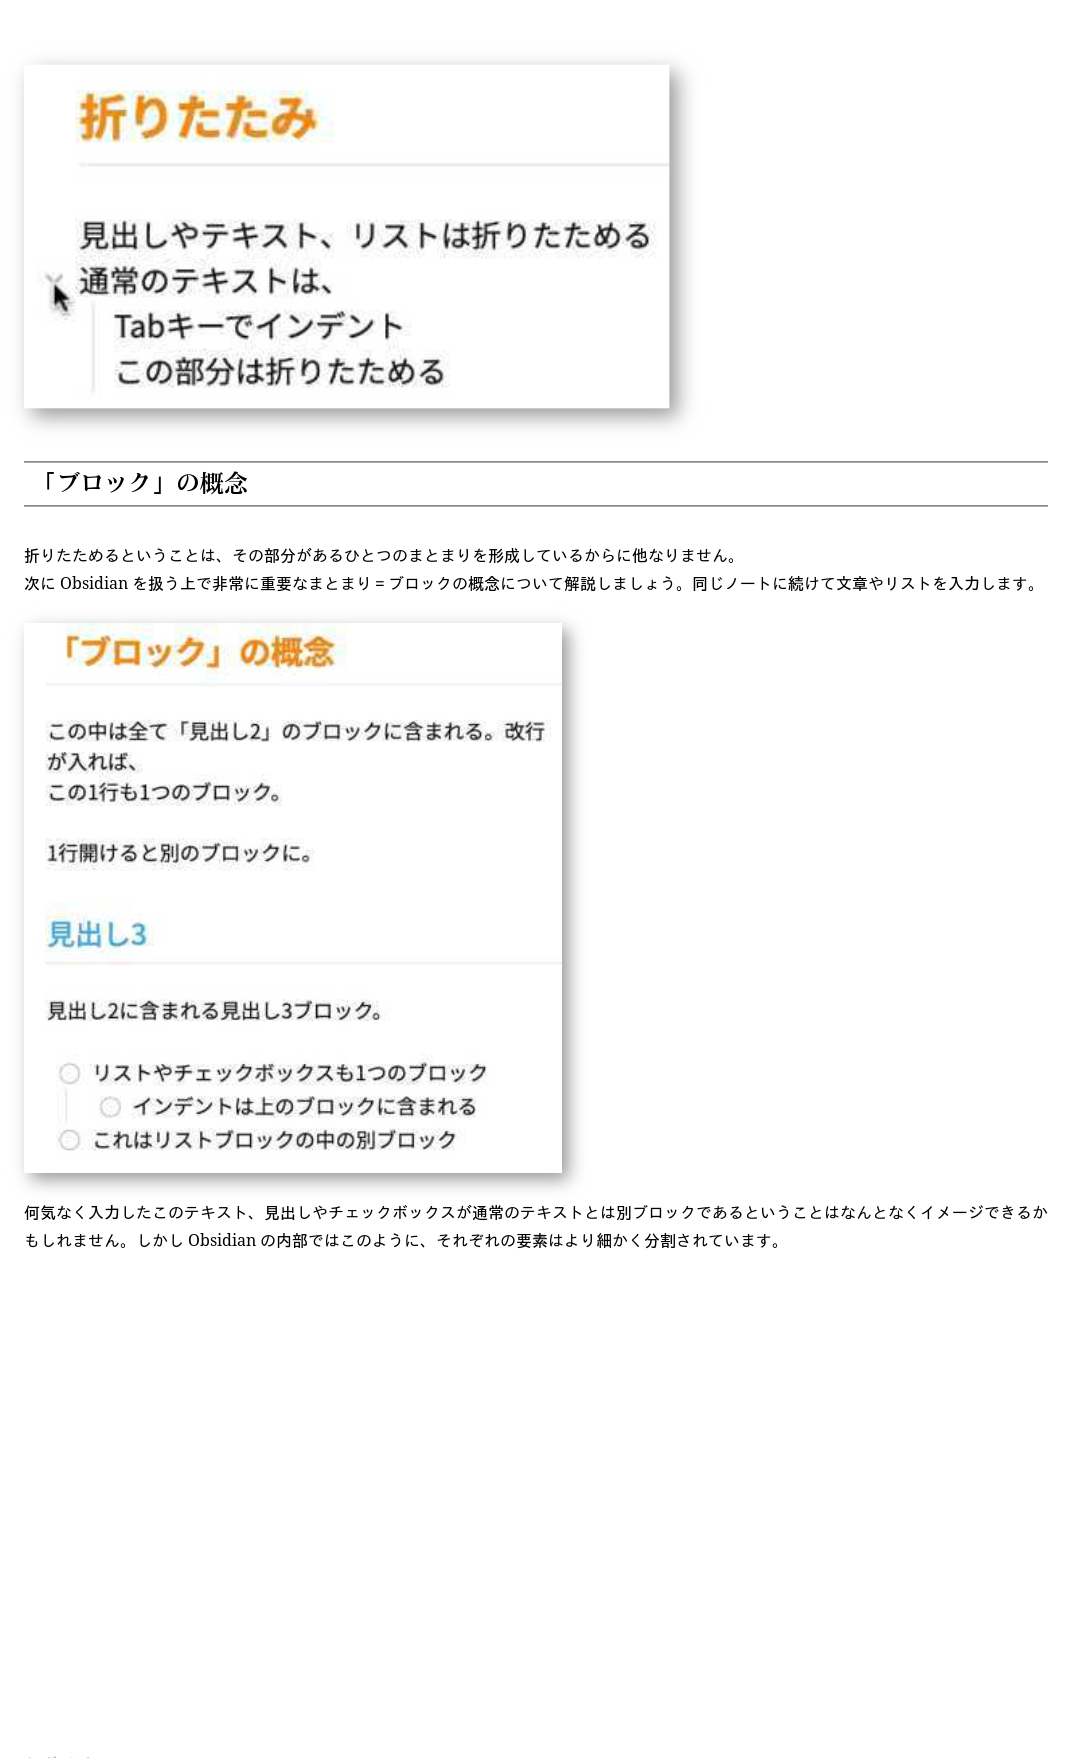 折りたたみ
見出しやテキスト、リストは折りたためる
通常のテキストは、
Tabキーでインデント
この部分は折りたためる
「ブロック」の概念
折りたためるということは、その部分があるひとつのまとまりを形成しているからに他なりません。
次に Obsidian を扱う上で非常に重要なまとまり = ブロックの概念について解説しましょう。同じノートに続けて文章やリストを入力します。
「ブロック」の概念
この中は全て「見出し2」のブロックに含まれる。改行
が入れば、
この1行も1つのブロック。
1行開けると別のブロックに。
見出し3
見出し2に含まれる見出し3ブロック。
リストやチェックボックスも1つのブロック
インデントは上のブロックに含まれる
これはリストブロックの中の別ブロック
何気なく入力したこのテキスト、見出しやチェックボックスが通常のテキストとは別ブロックであるということはなんとなくイメージできるか
もしれません。しかし Obsidian の内部ではこのように、それぞれの要素はより細かく分割されています。